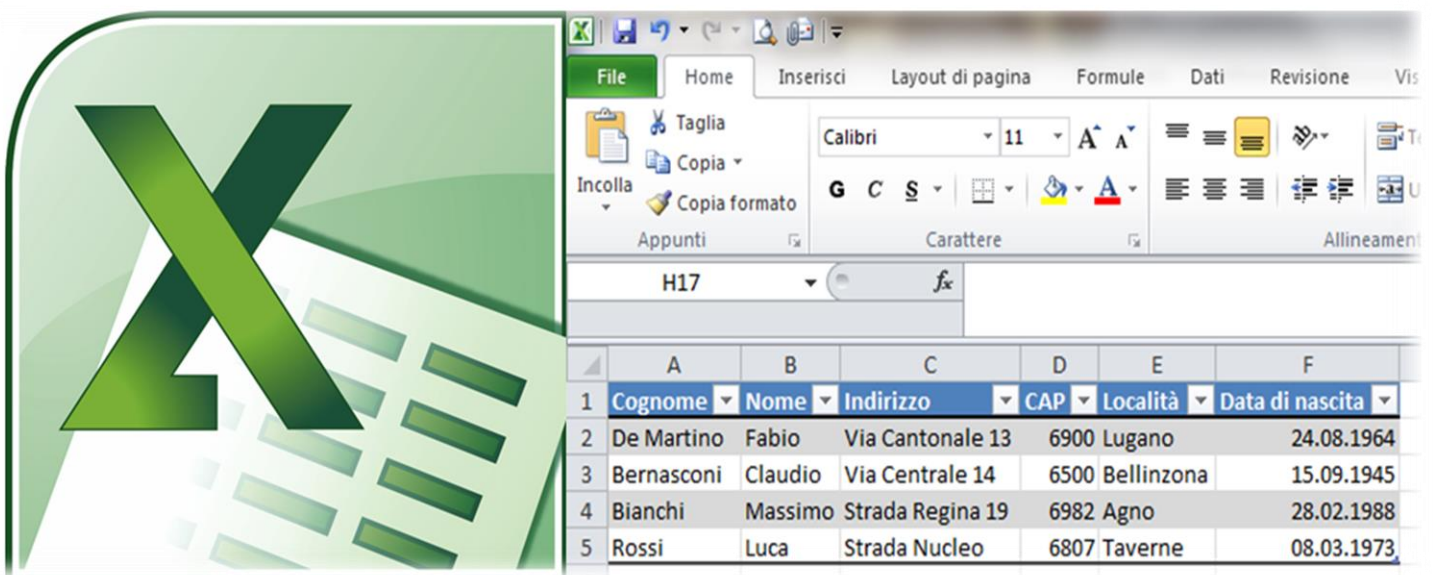 File Home Inserisci Layout di pagina Formule Dati Revisione
Taglia
Copia
Incolla
Copia formato
Calibri 11 A A
G C S A
Appunti Carattere
H17 fx
A B C D E F
1 Cognome Nome Indirizzo CAP Località Data di nascita
2 De Martino Fabio Via Cantonale 13 6900 Lugano 24.08.1964
3 Bernasconi Claudio Via Centrale 14 6500 Bellinzona 15.09.1945
4 Bianchi Massimo Strada Regina 19 6982 Agno 28.02.1988
5 Rossi Luca Strada Nucleo 6807 Taverne 08.03.1973